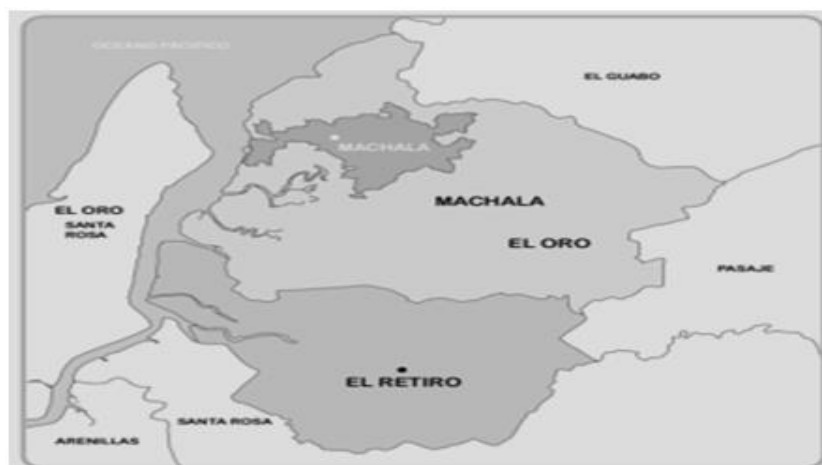 OCEANO PACIFICO
EL GUABO
MACHALA
MACHALA
EL ORO
SANTA
ROSA
EL ORO
PASAJE
EL RETIRO
SANTA ROSA
ARENILLAS